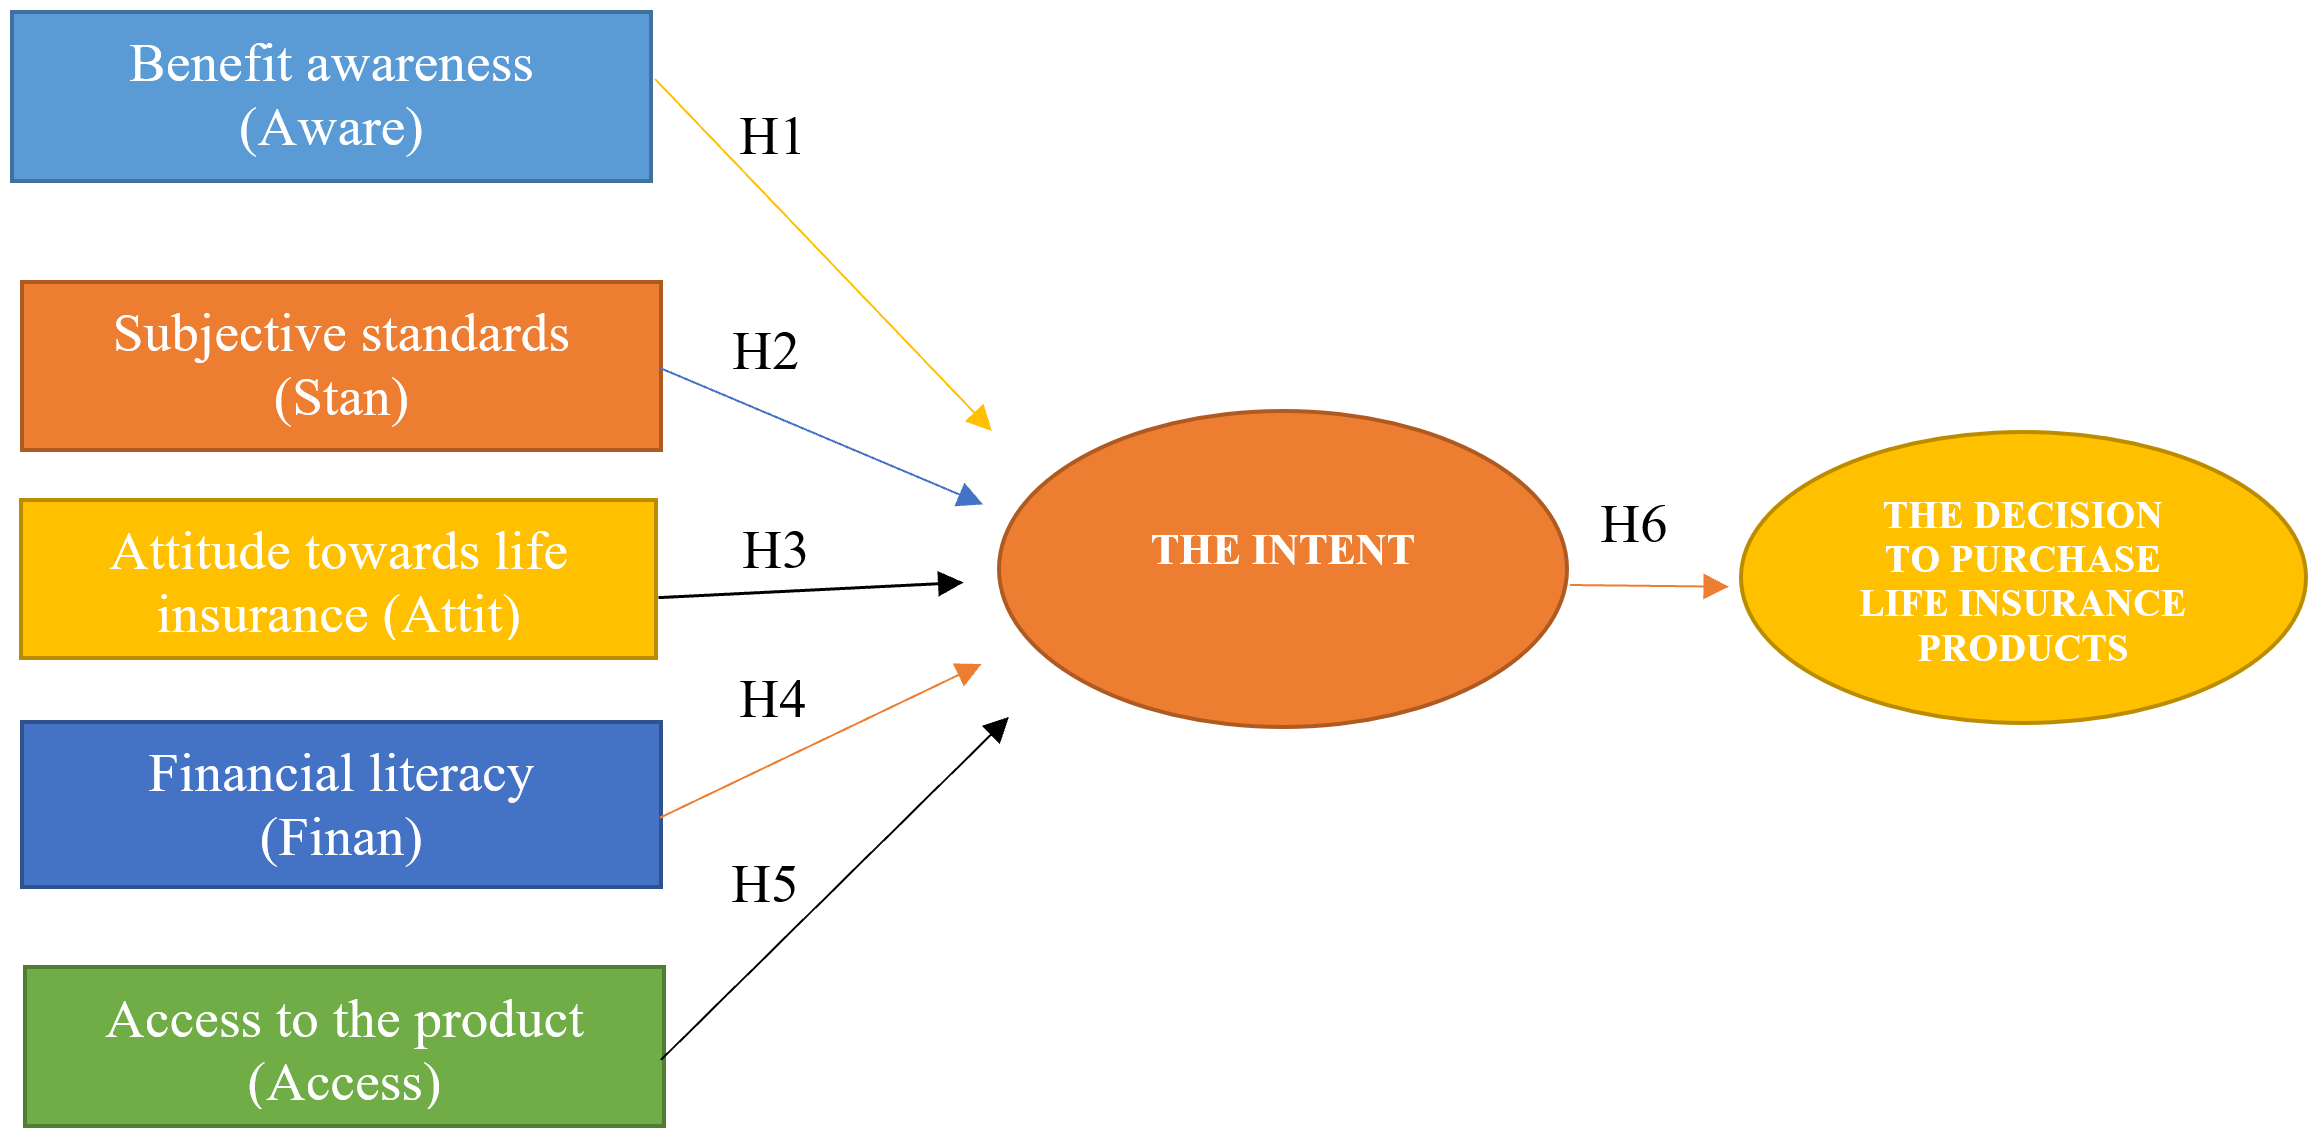 Benefit awareness
(Aware)
H1
Subjective standards
(Stan)
H2
Attitude towards life
insurance (Attit)
H3
Financial literacy
(Finan)
H4
Access to the product
(Access)
H5
THE INTENT
H6
THE DECISION
TO PURCHASE
LIFE INSURANCE
PRODUCTS